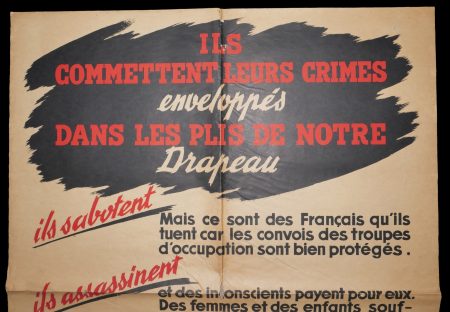 ILS
COMMETTENT LEURS CRIMES
enveloppés
DANS LES PLIS DE NOTRE
Drapeau
ils sabotent
Mais ce sont des Français qu'ils
tuent car les convois des troupes
d'occupation sont bien protégés.
ils assassinent
et des inconscients payent pour eux.
Des femmes et des enfants souf-